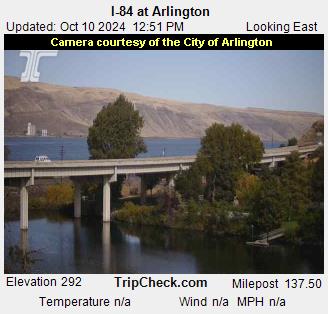 I-84 at Arlington
Updated: Oct 10 2024 12:51 PM Looking East
Camera courtesy of the City of Arlington
Elevation 292 TripCheck.com Milepost 137.50
Temperature n/a Wind n/a MPH n/a